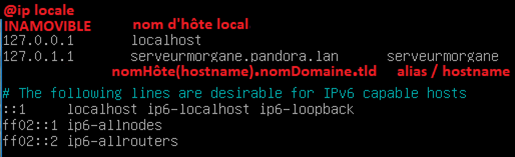 @ip locale
INAMOVIBLE nom d'hôte local
127.0.0.1 localhost
127.0.1.1 serveurmorgane.pandora.lan serveurmorgane
nomHôte(hostname).nomDomaine.tld alias / hostname
# The following lines are desirable for IPv6 capable hosts
::1 localhost ip6-localhost ip6-loopback
ff02::1 ip6-allnodes
ff02::2 ip6-allrouters